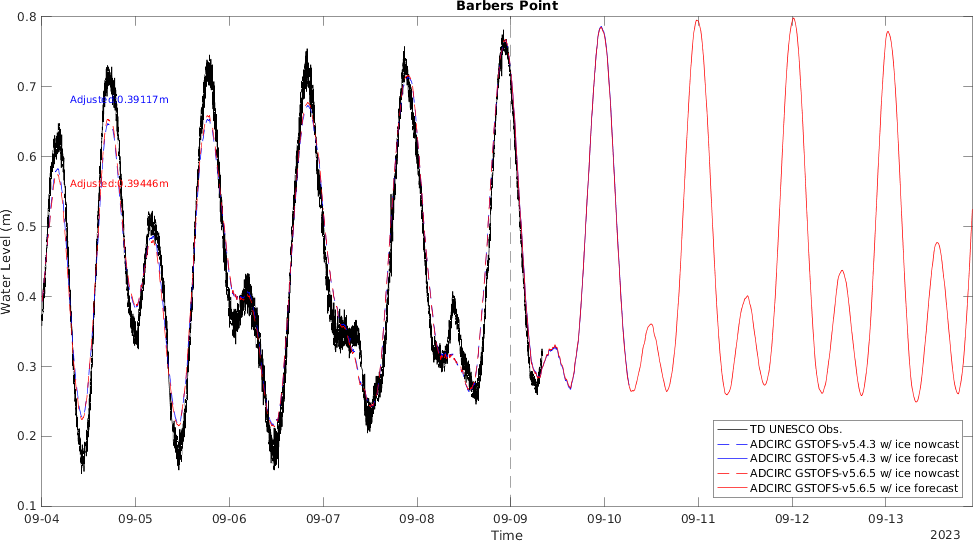 Barbers Point
0.8
0.7
0.6
0.5
0.4
0.3
0.2
0.1
Water Level (m)
Adjusted:0.39117m
Adjusted:0.39446m
TD UNESCO Obs.
ADCIRC GSTOFS-v5.4.3 w/ ice nowcast
ADCIRC GSTOFS-v5.4.3 w/ ice forecast
ADCIRC GSTOFS-v5.6.5 w/ ice nowcast
ADCIRC GSTOFS-v5.6.5 w/ ice forecast
09-04 09-05 09-06 09-07 09-08 09-09 09-10 09-11 09-12 09-13
Time
2023